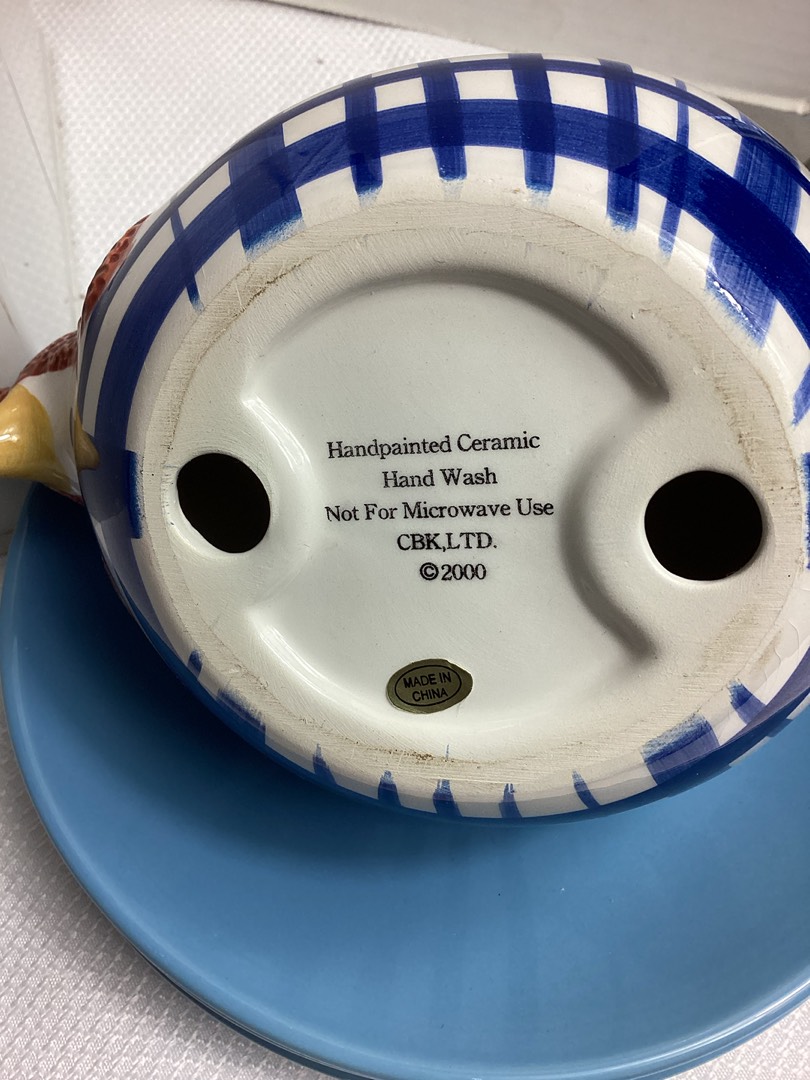 Handpainted Ceramic
Hand Wash
Not For Microwave Use
CBK,LTD.
©2000
MADE IN
CHINA